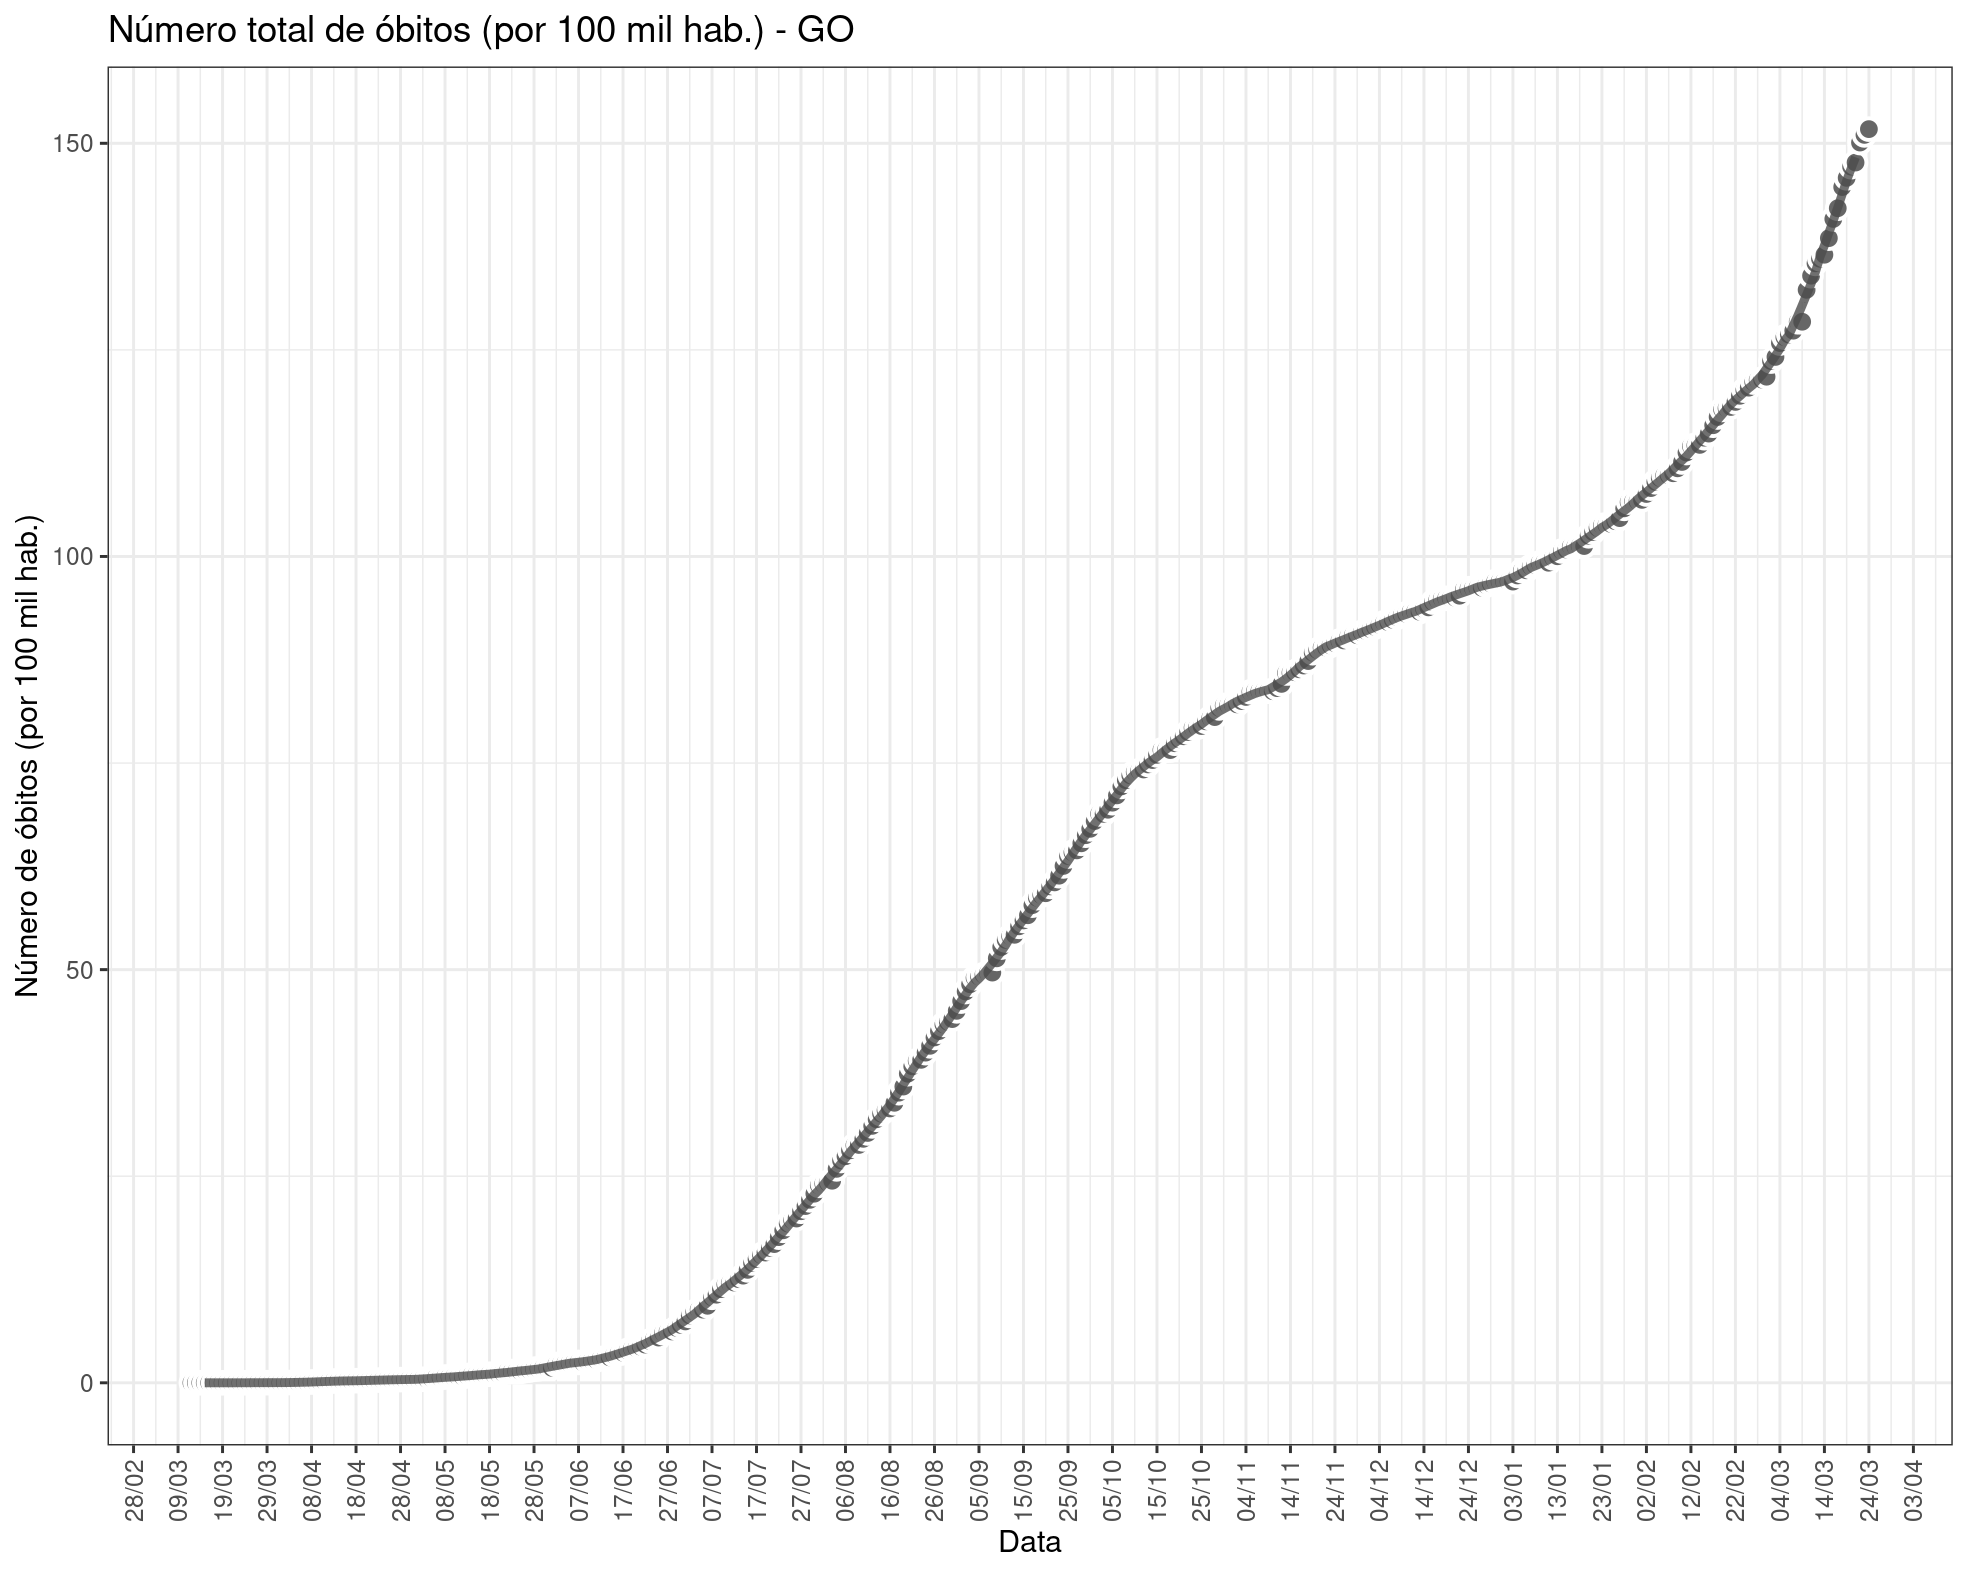 Número total de óbitos (por 100 mil hab.) - GO
Número de óbitos (por 100 mil hab.)
150
100
50
0
28/02 09/03 19/03 29/03 08/04 18/04 28/04 08/05 18/05 28/05 07/06 17/06 27/06 07/07 17/07 27/07 06/08 16/08 26/08 05/09 15/09 25/09 05/10 15/10 25/10 04/11 14/11 24/11 04/12 14/12 24/12 03/01 13/01 23/01 02/02 12/02 22/02 04/03 14/03 24/03 03/04
Data